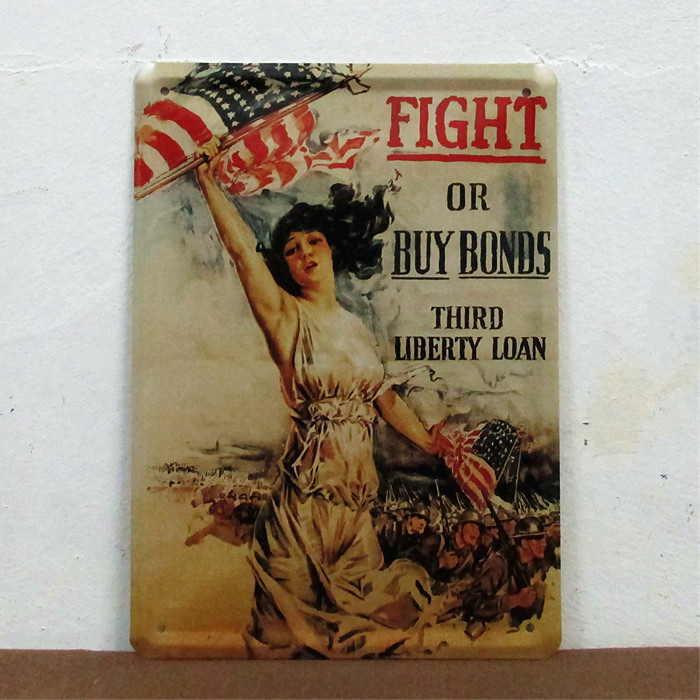 FIGHT
OR
BUY BONDS
THIRD
LIBERTY LOAN